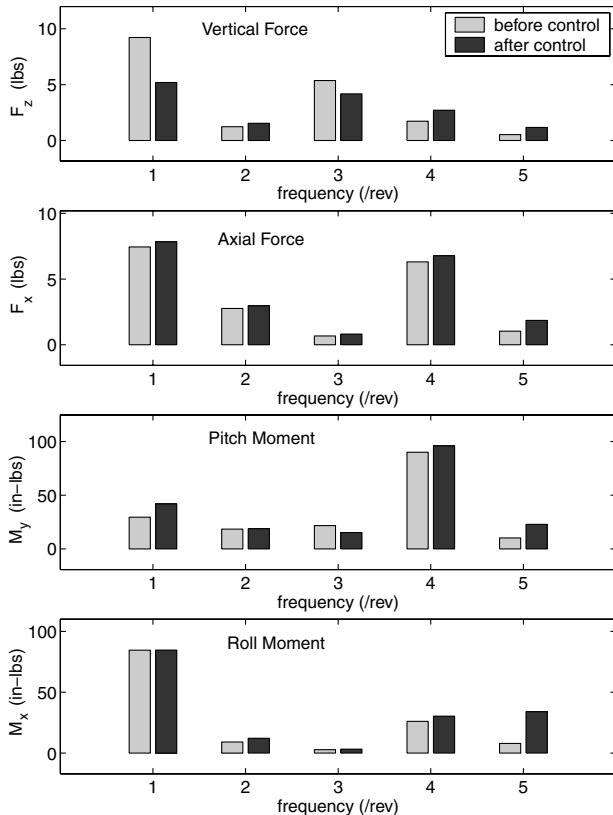 Vertical Force
before control
after control
10
5
0
F_z (lbs)
1 2 3 4 5
frequency (/rev)
Axial Force
10
5
0
F_x (lbs)
1 2 3 4 5
frequency (/rev)
Pitch Moment
100
50
0
M_y (in-lbs)
1 2 3 4 5
frequency (/rev)
Roll Moment
100
50
0
M_x (in-lbs)
1 2 3 4 5
frequency (/rev)